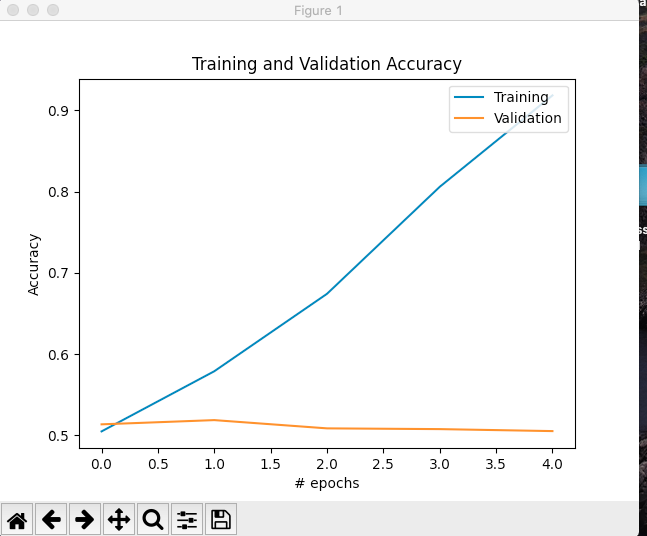 Figure 1
Training and Validation Accuracy
Training
Validation
0.9
0.8
0.7
0.6
0.5
Accuracy
0.0 0.5 1.0 1.5 2.0 2.5 3.0 3.5 4.0
# epochs